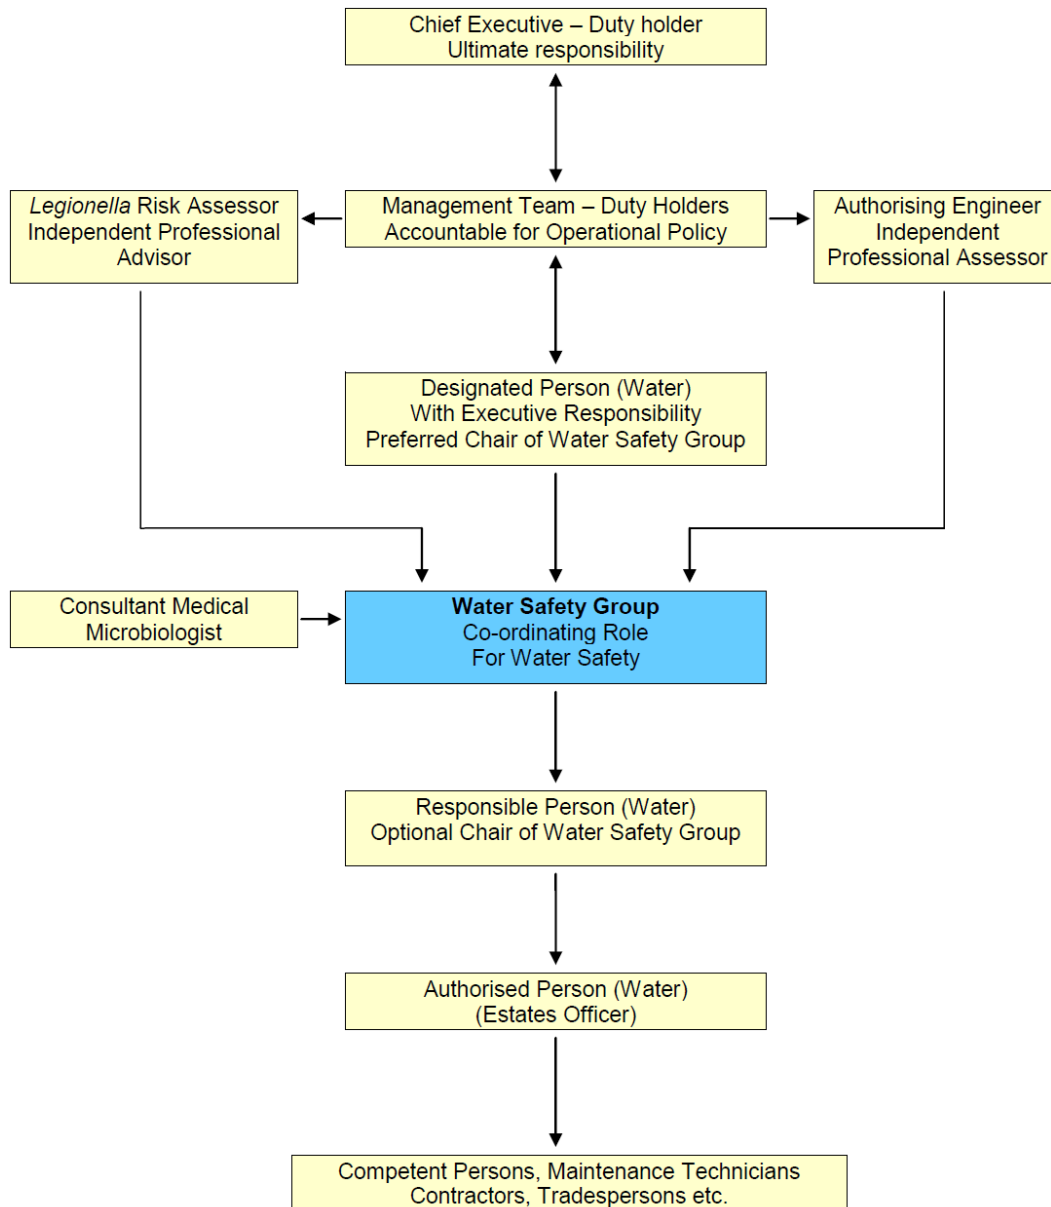 Chief Executive – Duty holder
Ultimate responsibility
Legionella Risk Assessor
Independent Professional
Advisor
Management Team – Duty Holders
Accountable for Operational Policy
Authorising Engineer
Independent
Professional Assessor
Designated Person (Water)
With Executive Responsibility
Preferred Chair of Water Safety Group
Consultant Medical
Microbiologist
Water Safety Group
Co-ordinating Role
For Water Safety
Responsible Person (Water)
Optional Chair of Water Safety Group
Authorised Person (Water)
(Estates Officer)
Competent Persons, Maintenance Technicians
Contractors, Tradespersons etc.